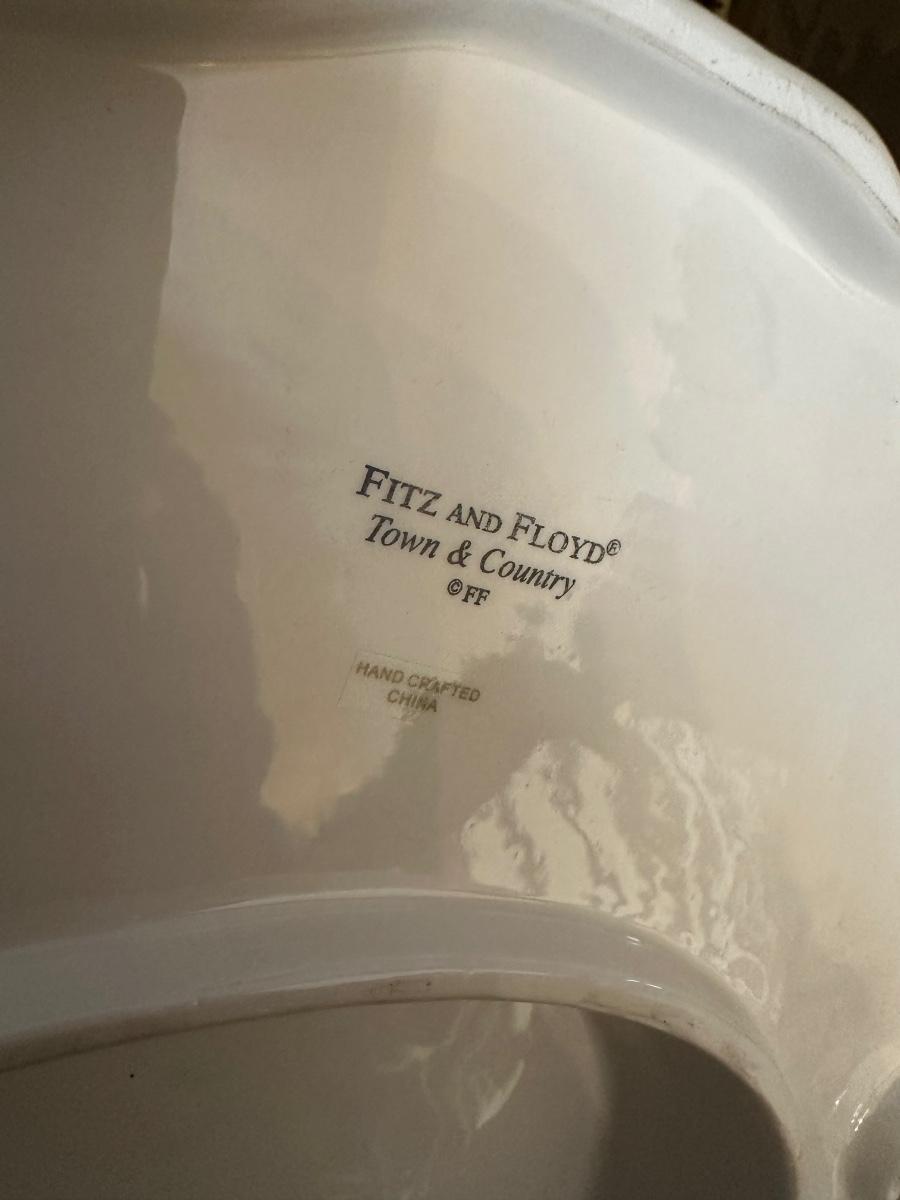 FITZ AND FLOYD®
Town & Country
©FF
HAND CRAFTED
CHINA